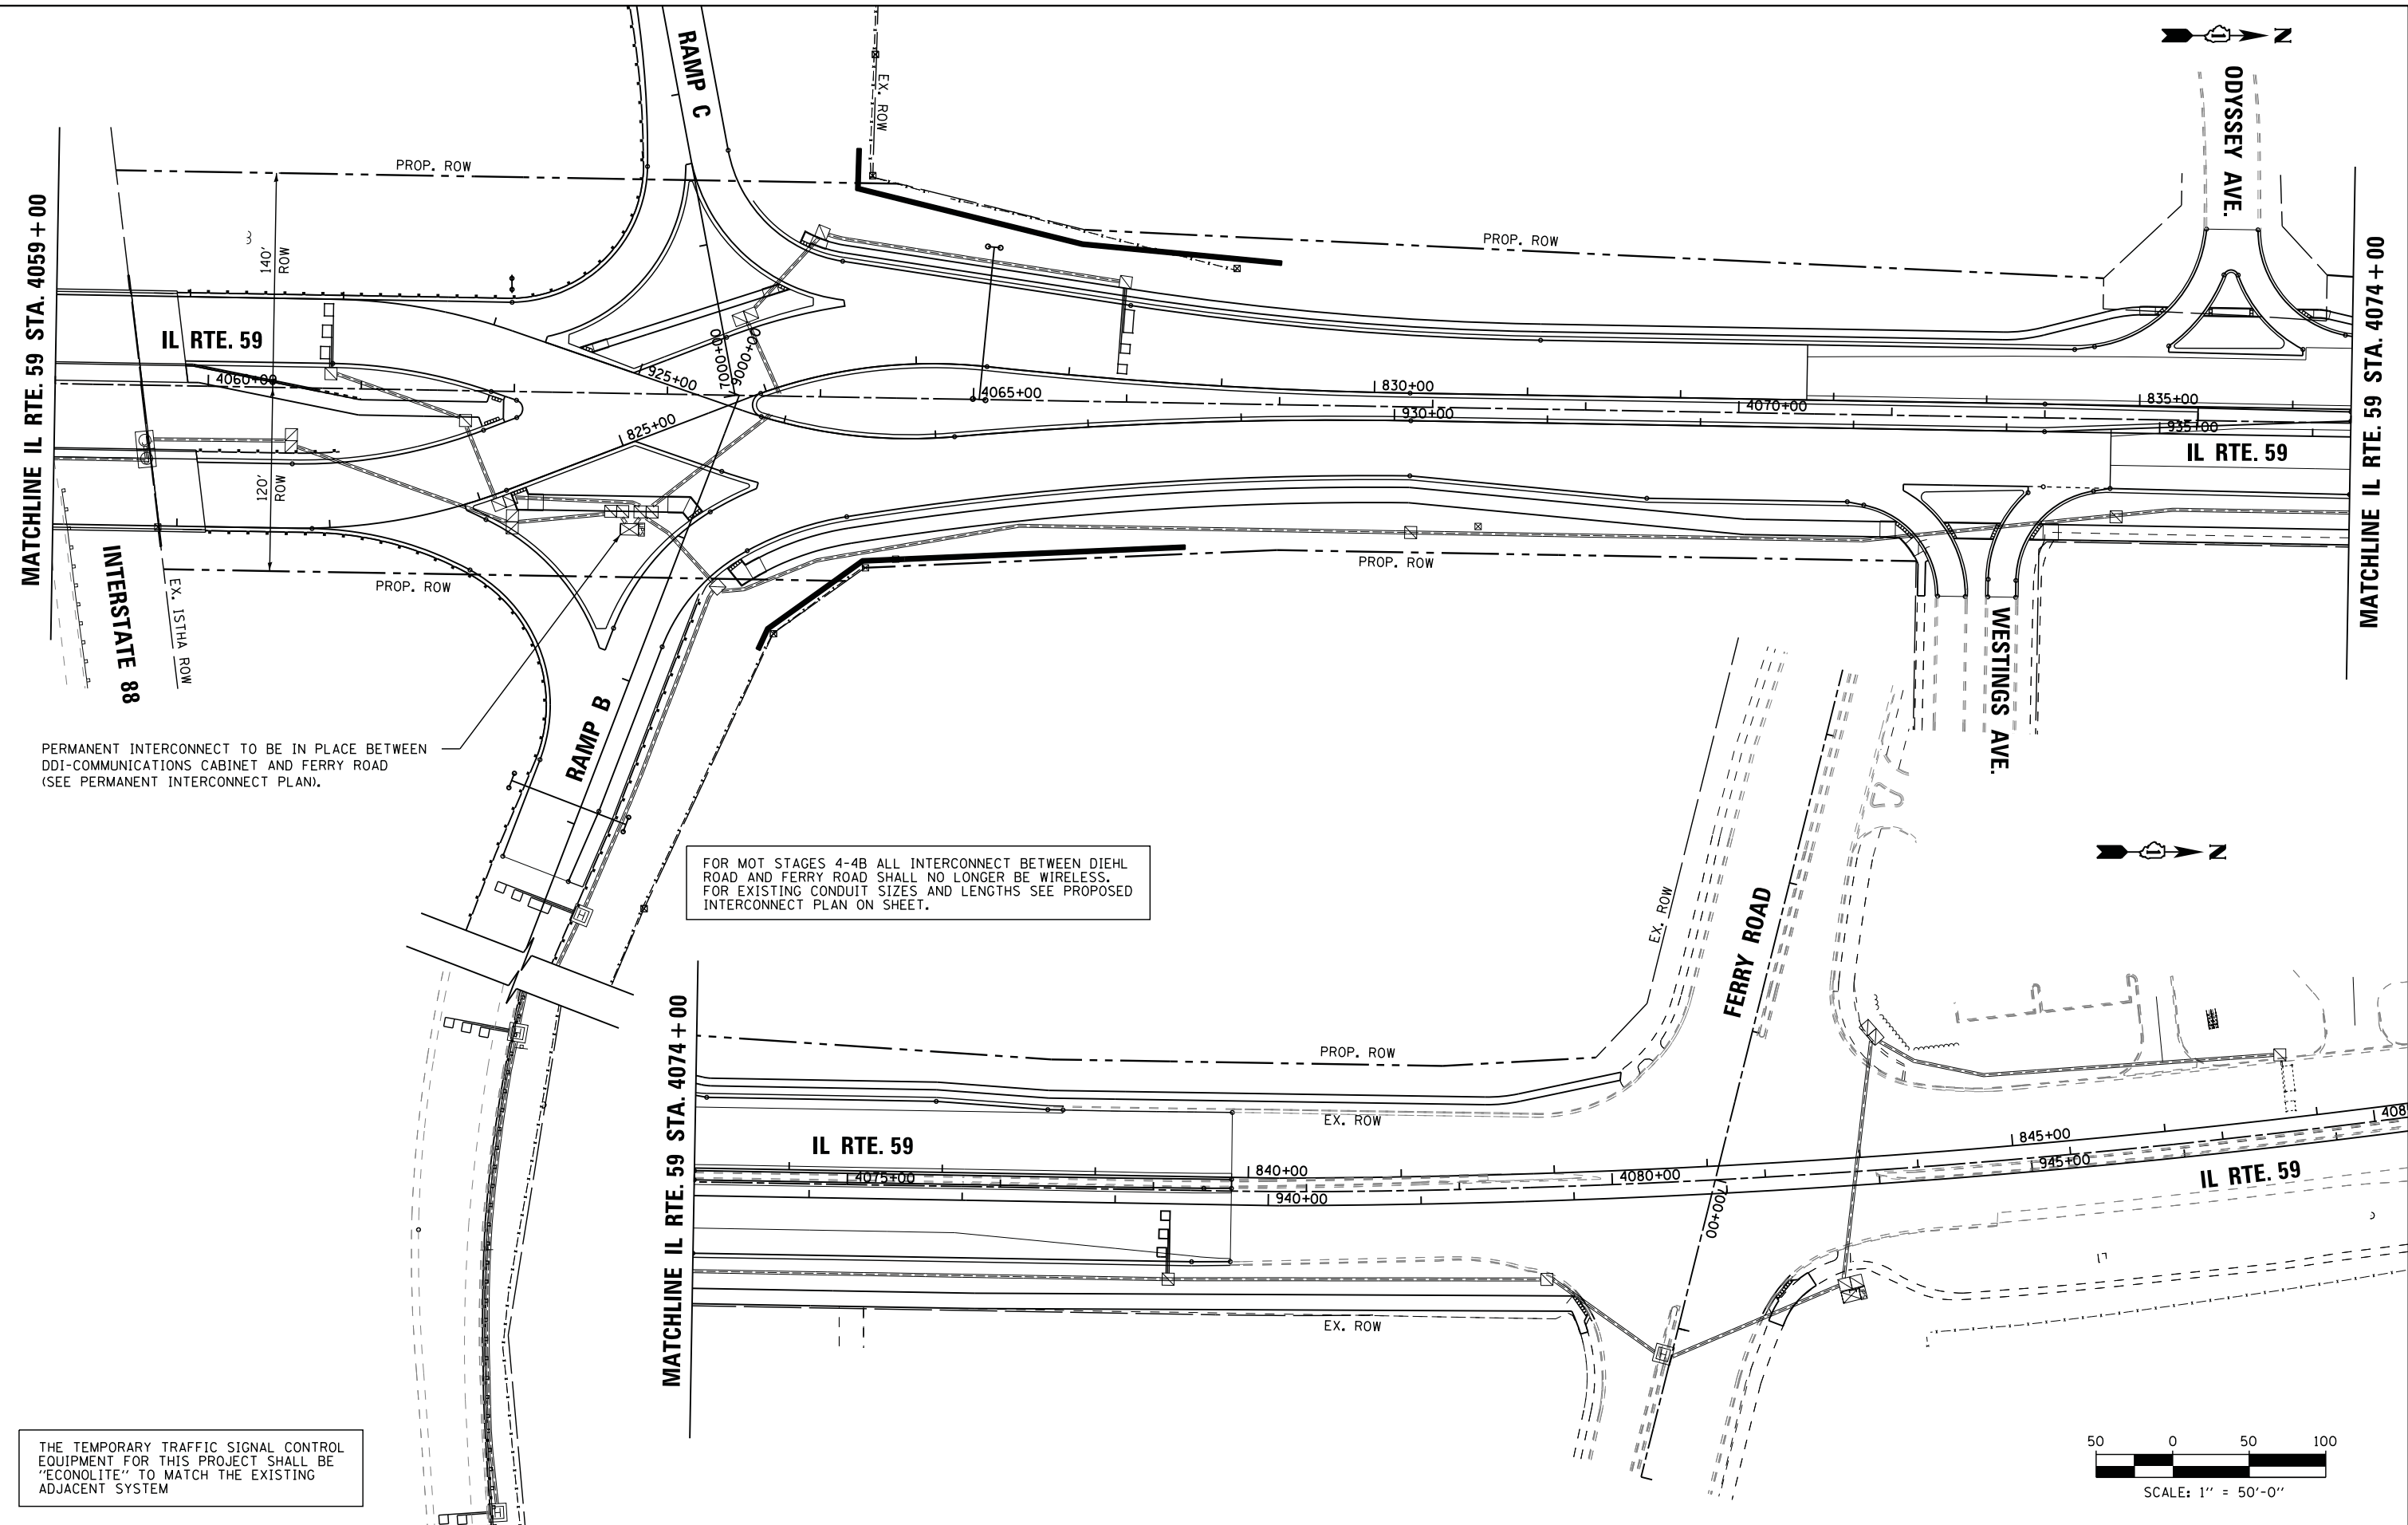 RAMP C
EX. ROW
N
ODYSSEY AVE.
PROP. ROW
140'
ROW
PROP. ROW
MATCHLINE IL RTE. 59 STA. 4059+00
IL RTE. 59
4060+00
925+00
7000+00
9000+00
4065+00
830+00
930+00
4070+00
835+00
935+00
IL RTE. 59
MATCHLINE IL RTE. 59 STA. 4074+00
825+00
120'
ROW
PROP. ROW
PROP. ROW
INTERSTATE 88
EX. ISTHA ROW
WESTINGS AVE.
RAMP B
PERMANENT INTERCONNECT TO BE IN PLACE BETWEEN
DDI-COMMUNICATIONS CABINET AND FERRY ROAD
(SEE PERMANENT INTERCONNECT PLAN).
FOR MOT STAGES 4-4B ALL INTERCONNECT BETWEEN DIEHL
ROAD AND FERRY ROAD SHALL NO LONGER BE WIRELESS.
FOR EXISTING CONDUIT SIZES AND LENGTHS SEE PROPOSED
INTERCONNECT PLAN ON SHEET.
N
EX. ROW
FERRY ROAD
MATCHLINE IL RTE. 59 STA. 4074+00
PROP. ROW
EX. ROW
IL RTE. 59
4075+00
840+00
940+00
4080+00
700+00
845+00
945+00
408
IL RTE. 59
EX. ROW
THE TEMPORARY TRAFFIC SIGNAL CONTROL
EQUIPMENT FOR THIS PROJECT SHALL BE
"ECONOLITE" TO MATCH THE EXISTING
ADJACENT SYSTEM
50 0 50 100
SCALE: 1" = 50'-0"